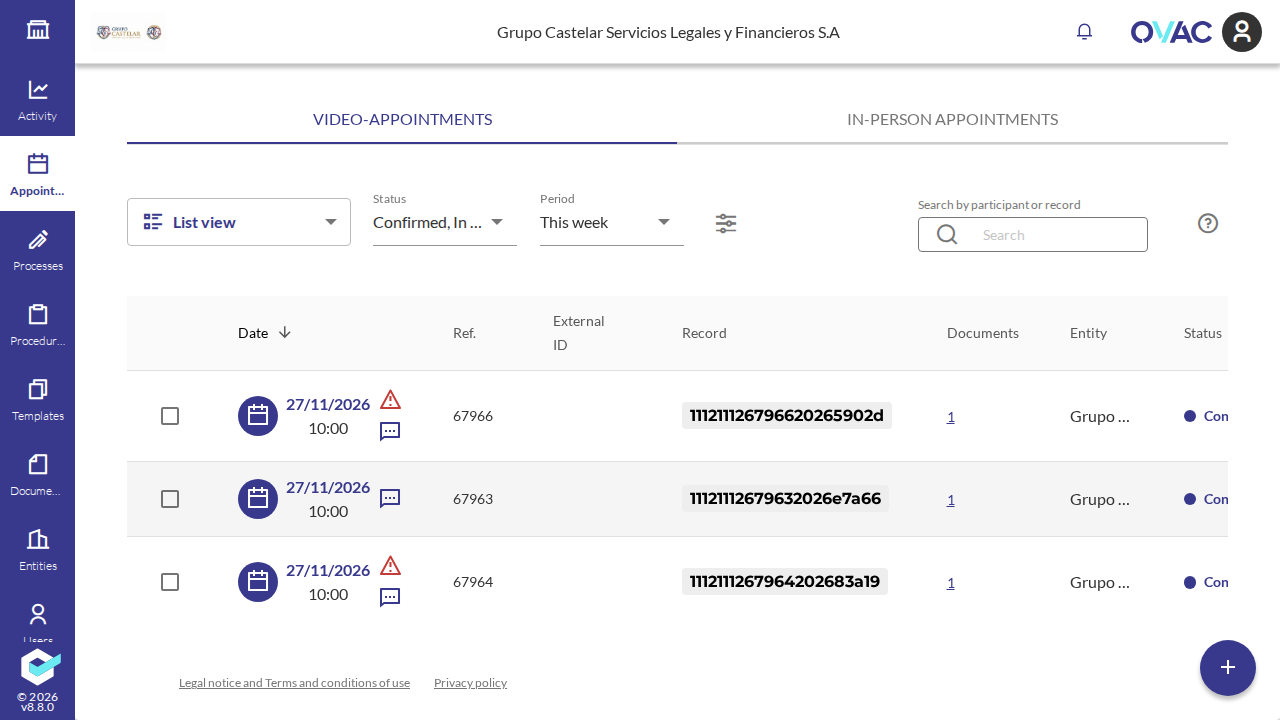 GRUPO
CASTELAR
Grupo Castelar Servicios Legales y Financieros S.A
OVAC
Activity
Appoint...
Processes
Procedur...
Templates
Docume...
Entities
Users
© 2026
v8.8.0
VIDEO-APPOINTMENTS
IN-PERSON APPOINTMENTS
List view
Status
Confirmed, In ...
Period
This week
Search by participant or record
Search
Date
Ref.
External
ID
Record
Documents
Entity
Status
27/11/2026
10:00
67966
111211126796620265902d
1
Grupo ...
Con
27/11/2026
10:00
67963
11121112679632026e7a66
1
Grupo ...
Con
27/11/2026
10:00
67964
1112111267964202683a19
1
Grupo ...
Con
Legal notice and Terms and conditions of use
Privacy policy